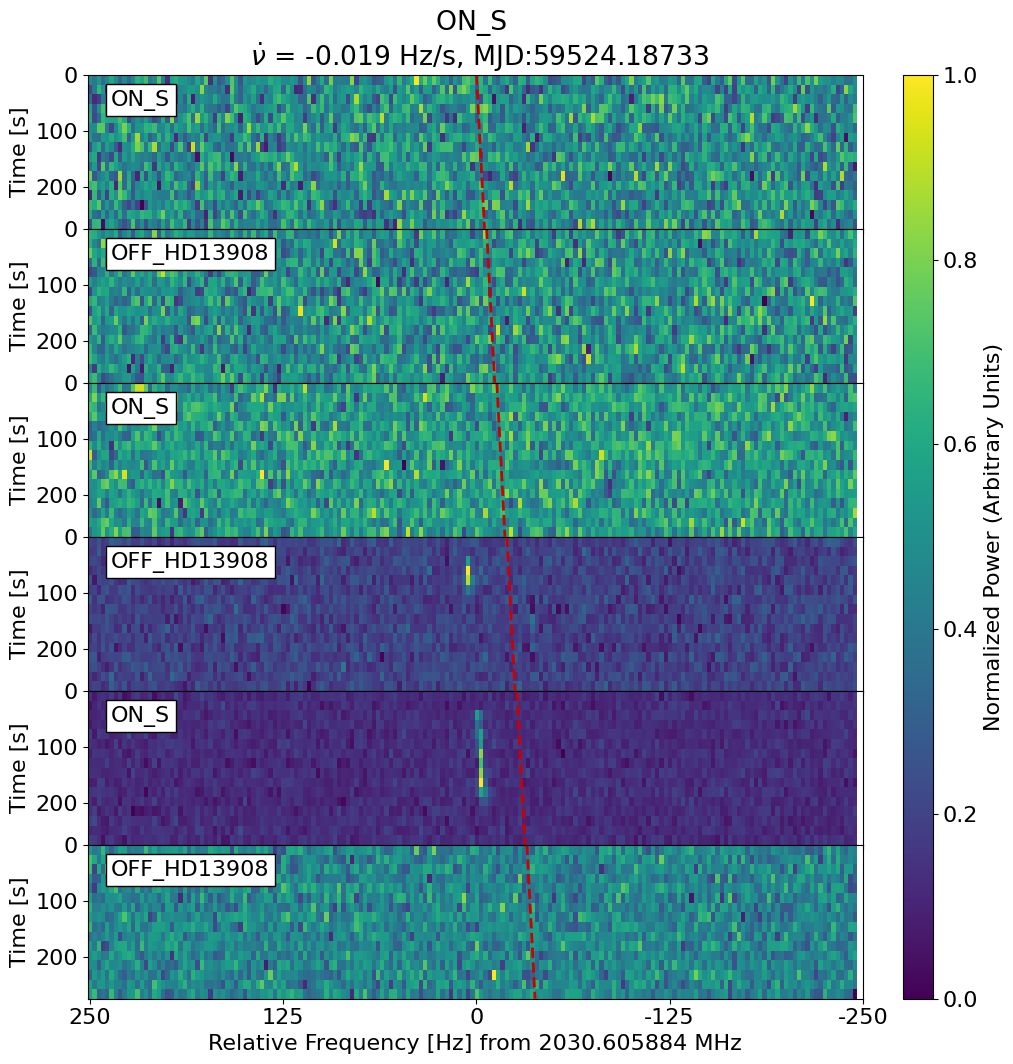 ON_S
ν̇ = -0.019 Hz/s, MJD:59524.18733
0
100
200
Time [s]
ON_S
0
100
200
Time [s]
OFF_HD13908
0
100
200
Time [s]
ON_S
0
100
200
Time [s]
OFF_HD13908
0
100
200
Time [s]
ON_S
0
100
200
Time [s]
OFF_HD13908
250 125 0 -125 -250
Relative Frequency [Hz] from 2030.605884 MHz
1.0
0.8
0.6
0.4
0.2
0.0
Normalized Power (Arbitrary Units)